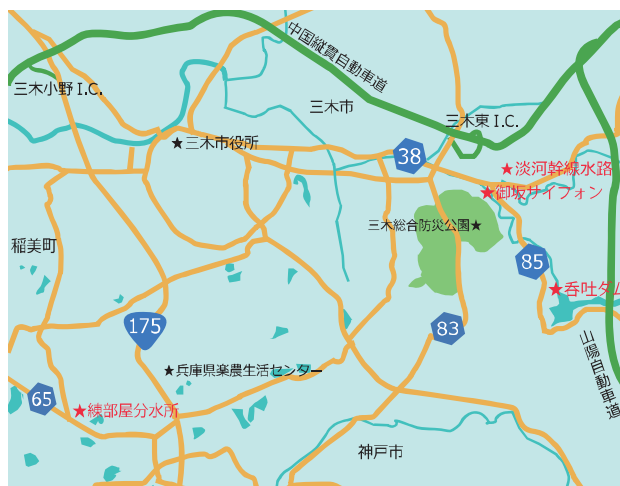 中国縦貫自動車道
三木小野I.C.
三木市
三木東I.C.
★三木市役所
38
★淡河幹線水路
★御坂サイフォン
三木総合防災公園★
稲美町
85
★呑吐ダム
175
83
山陽自動車道
★兵庫県楽農生活センター
65
★練部屋分水所
神戸市